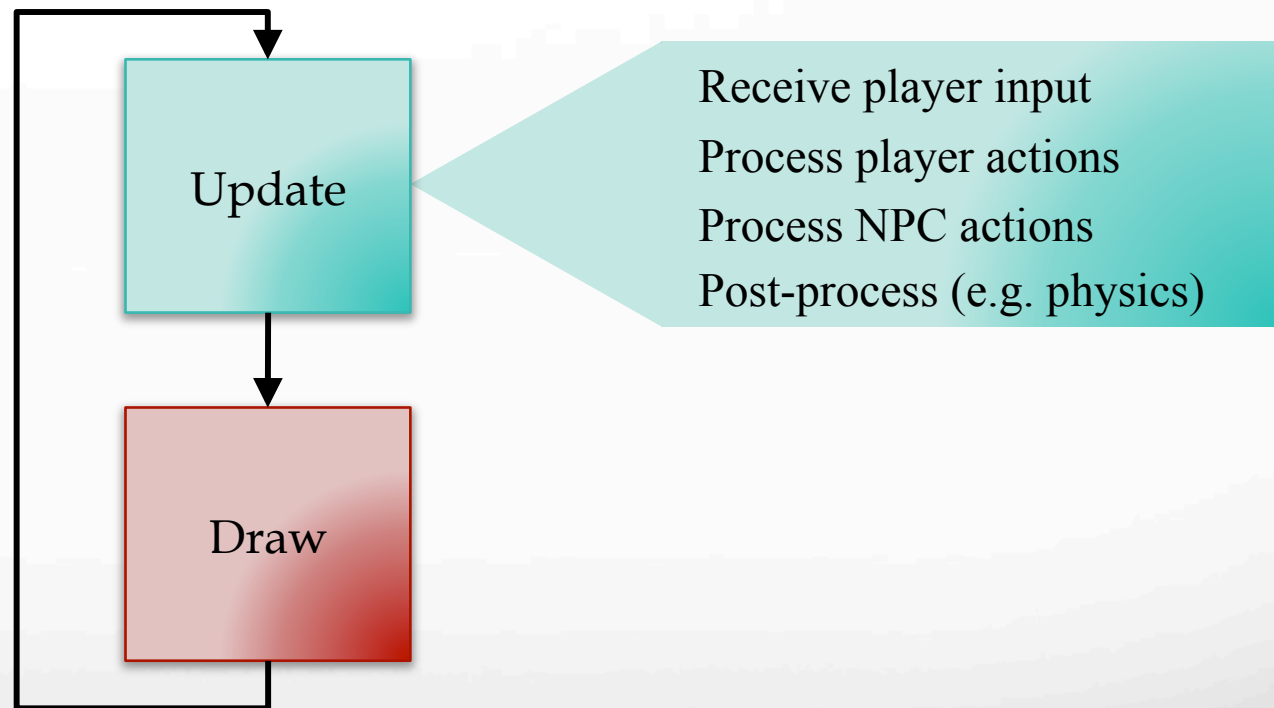 Update
Receive player input
Process player actions
Process NPC actions
Post-process (e.g. physics)
Draw